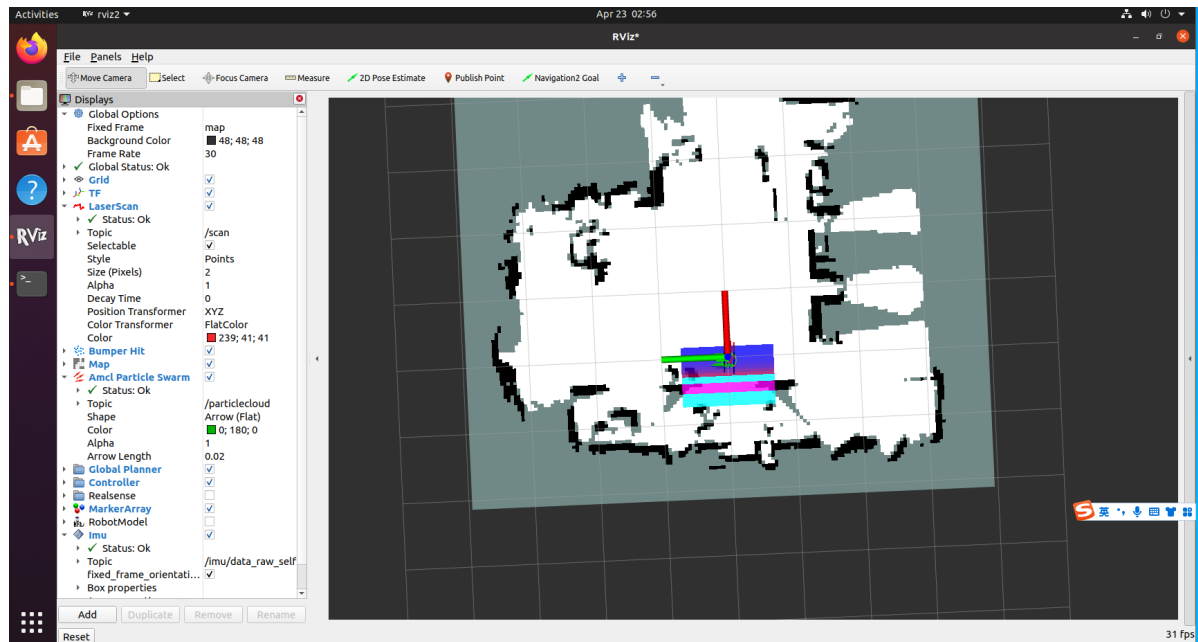 Activities
RViz rviz2
Apr 23 02:56
RViz*
File Panels Help
Move Camera Select Focus Camera Measure 2D Pose Estimate Publish Point Navigation2 Goal
Displays
Global Options
Fixed Frame map
Background Color 48; 48; 48
Frame Rate 30
Global Status: Ok
Grid
TF
LaserScan
Status: Ok
Topic /scan
Selectable
Style Points
Size (Pixels) 2
Alpha 1
Decay Time 0
Position Transformer XYZ
Color Transformer FlatColor
Color 239; 41; 41
Bumper Hit
Map
Amcl Particle Swarm
Status: Ok
Topic /particlecloud
Shape Arrow (Flat)
Color 0; 180; 0
Alpha 1
Arrow Length 0.02
Global Planner
Controller
Realsense
MarkerArray
RobotModel
Imu
Status: Ok
Topic /imu/data_raw_self
fixed_frame_orientati...
Box properties
Add Duplicate Remove Rename
Reset
31 fps
RViz
S 英